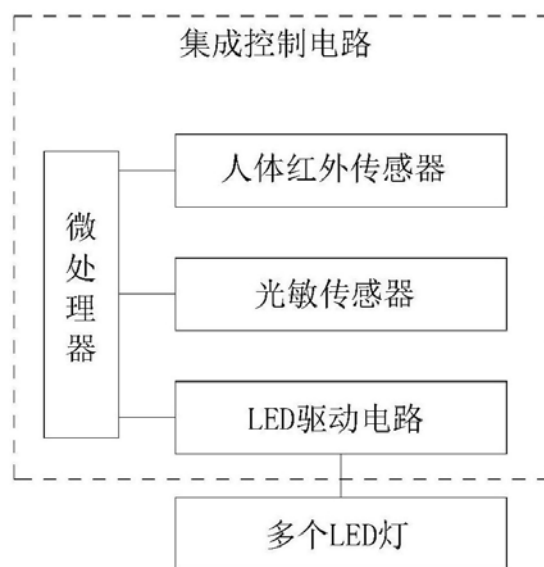 集成控制电路
人体红外传感器
微处理器
光敏传感器
LED驱动电路
多个LED灯